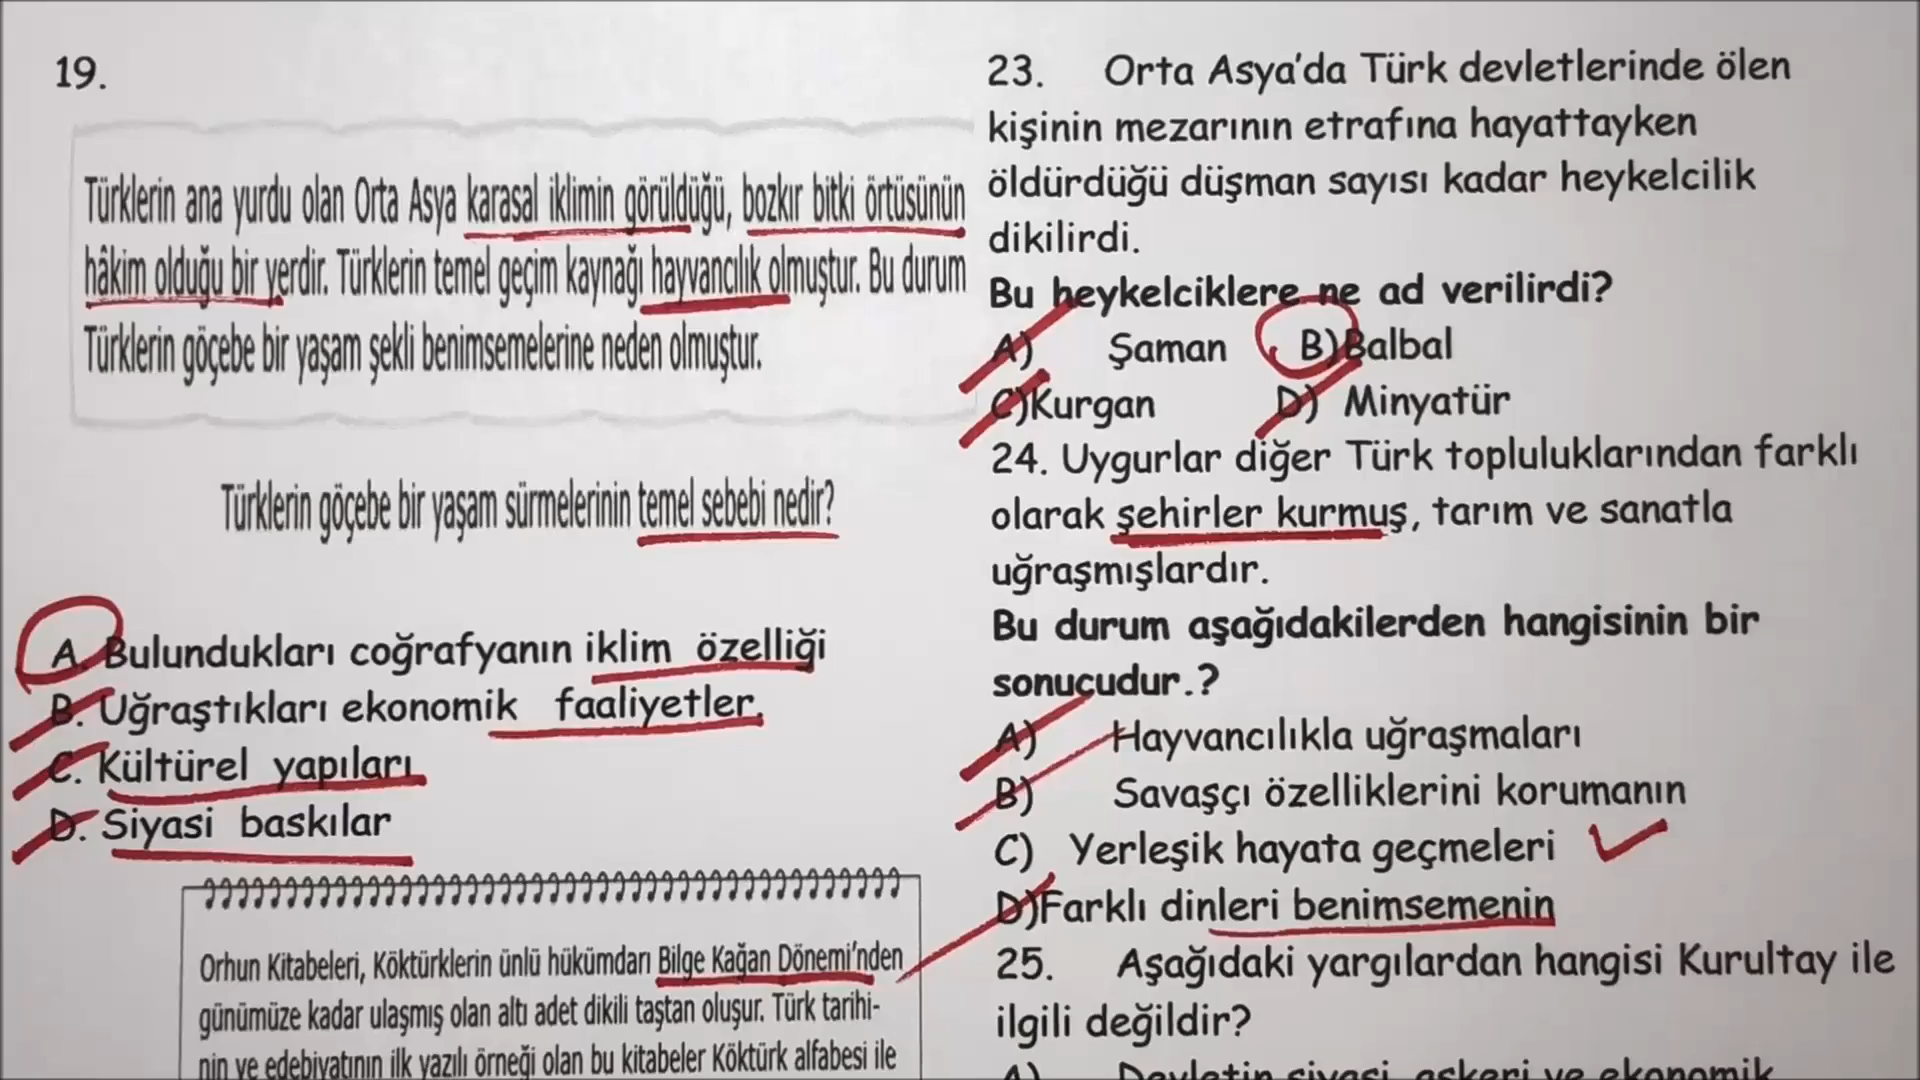 19.
Türklerin ana yurdu olan Orta Asya karasal iklimin görüldüğü, bozkır bitki örtüsünün
hâkim olduğu bir yerdir. Türklerin temel geçim kaynağı hayvancılık olmuştur. Bu durum
Türklerin göçebe bir yaşam şekli benimsemelerine neden olmuştur.
Türklerin göçebe bir yaşam sürmelerinin temel sebebi nedir?
A. Bulundukları coğrafyanın iklim özelliği
B. Uğraştıkları ekonomik faaliyetler.
C. Kültürel yapıları
D. Siyasi baskılar
Orhun Kitabeleri, Köktürklerin ünlü hükümdarı Bilge Kağan Dönemi'nden
günümüze kadar ulaşmış olan altı adet dikili taştan oluşur. Türk tarihi-
nin ve edebiyatının ilk yazılı örneği olan bu kitabeler Köktürk alfabesi ile
23. Orta Asya'da Türk devletlerinde ölen
kişinin mezarının etrafına hayattayken
öldürdüğü düşman sayısı kadar heykelcilik
dikilirdi.
Bu heykelciklere ne ad verilirdi?
A) Şaman B)Balbal
C)Kurgan D) Minyatür
24. Uygurlar diğer Türk topluluklarından farklı
olarak şehirler kurmuş, tarım ve sanatla
uğraşmışlardır.
Bu durum aşağıdakilerden hangisinin bir
sonucudur.?
A) Hayvancılıkla uğraşmaları
B) Savaşçı özelliklerini korumanın
C) Yerleşik hayata geçmeleri
D)Farklı dinleri benimsemenin
25. Aşağıdaki yargılardan hangisi Kurultay ile
ilgili değildir?
A) Devletin siyasi, askeri ve ekonomik